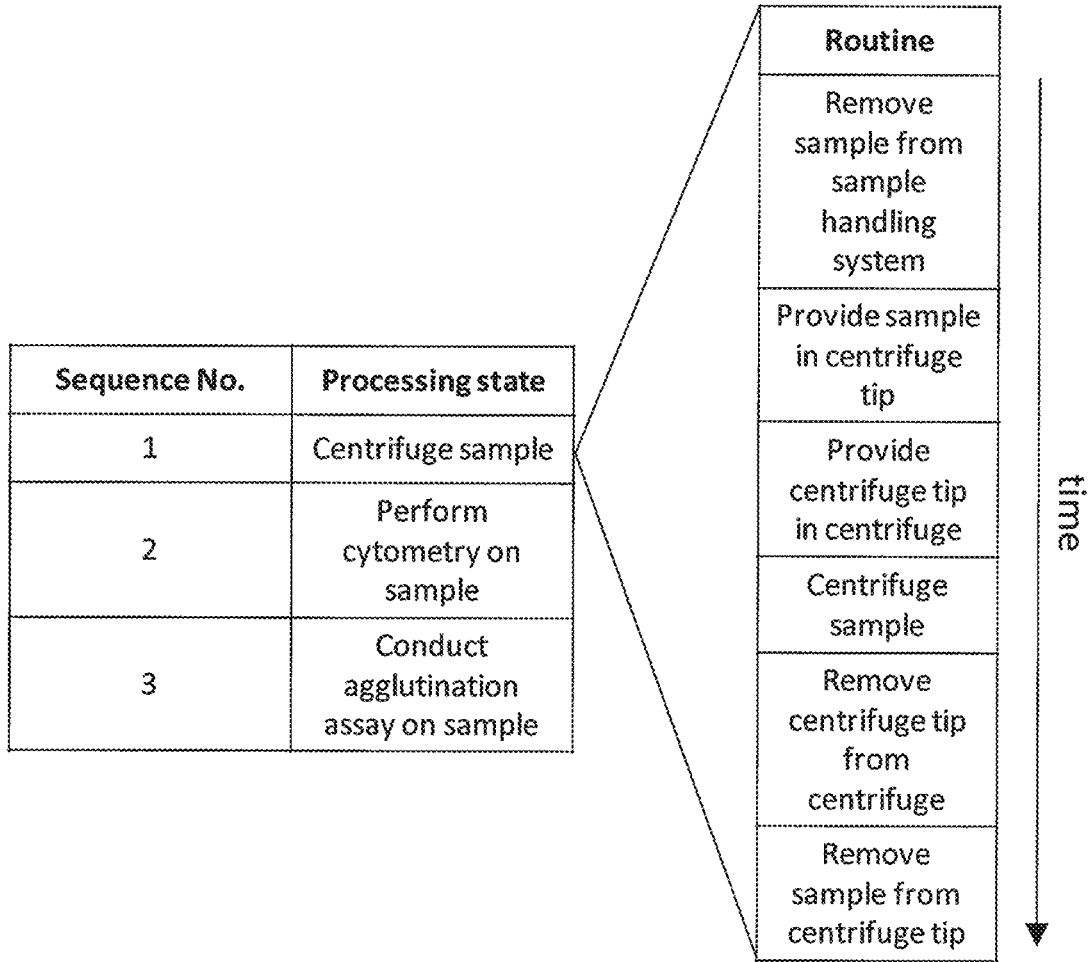 Sequence No. Processing state
1 Centrifuge sample
2 Perform
cytometry on
sample
3 Conduct
agglutination
assay on sample
Routine
Remove
sample from
sample
handling
system
Provide sample
in centrifuge
tip
Provide
centrifuge tip
in centrifuge
Centrifuge
sample
Remove
centrifuge tip
from
centrifuge
Remove
sample from
centrifuge tip
time